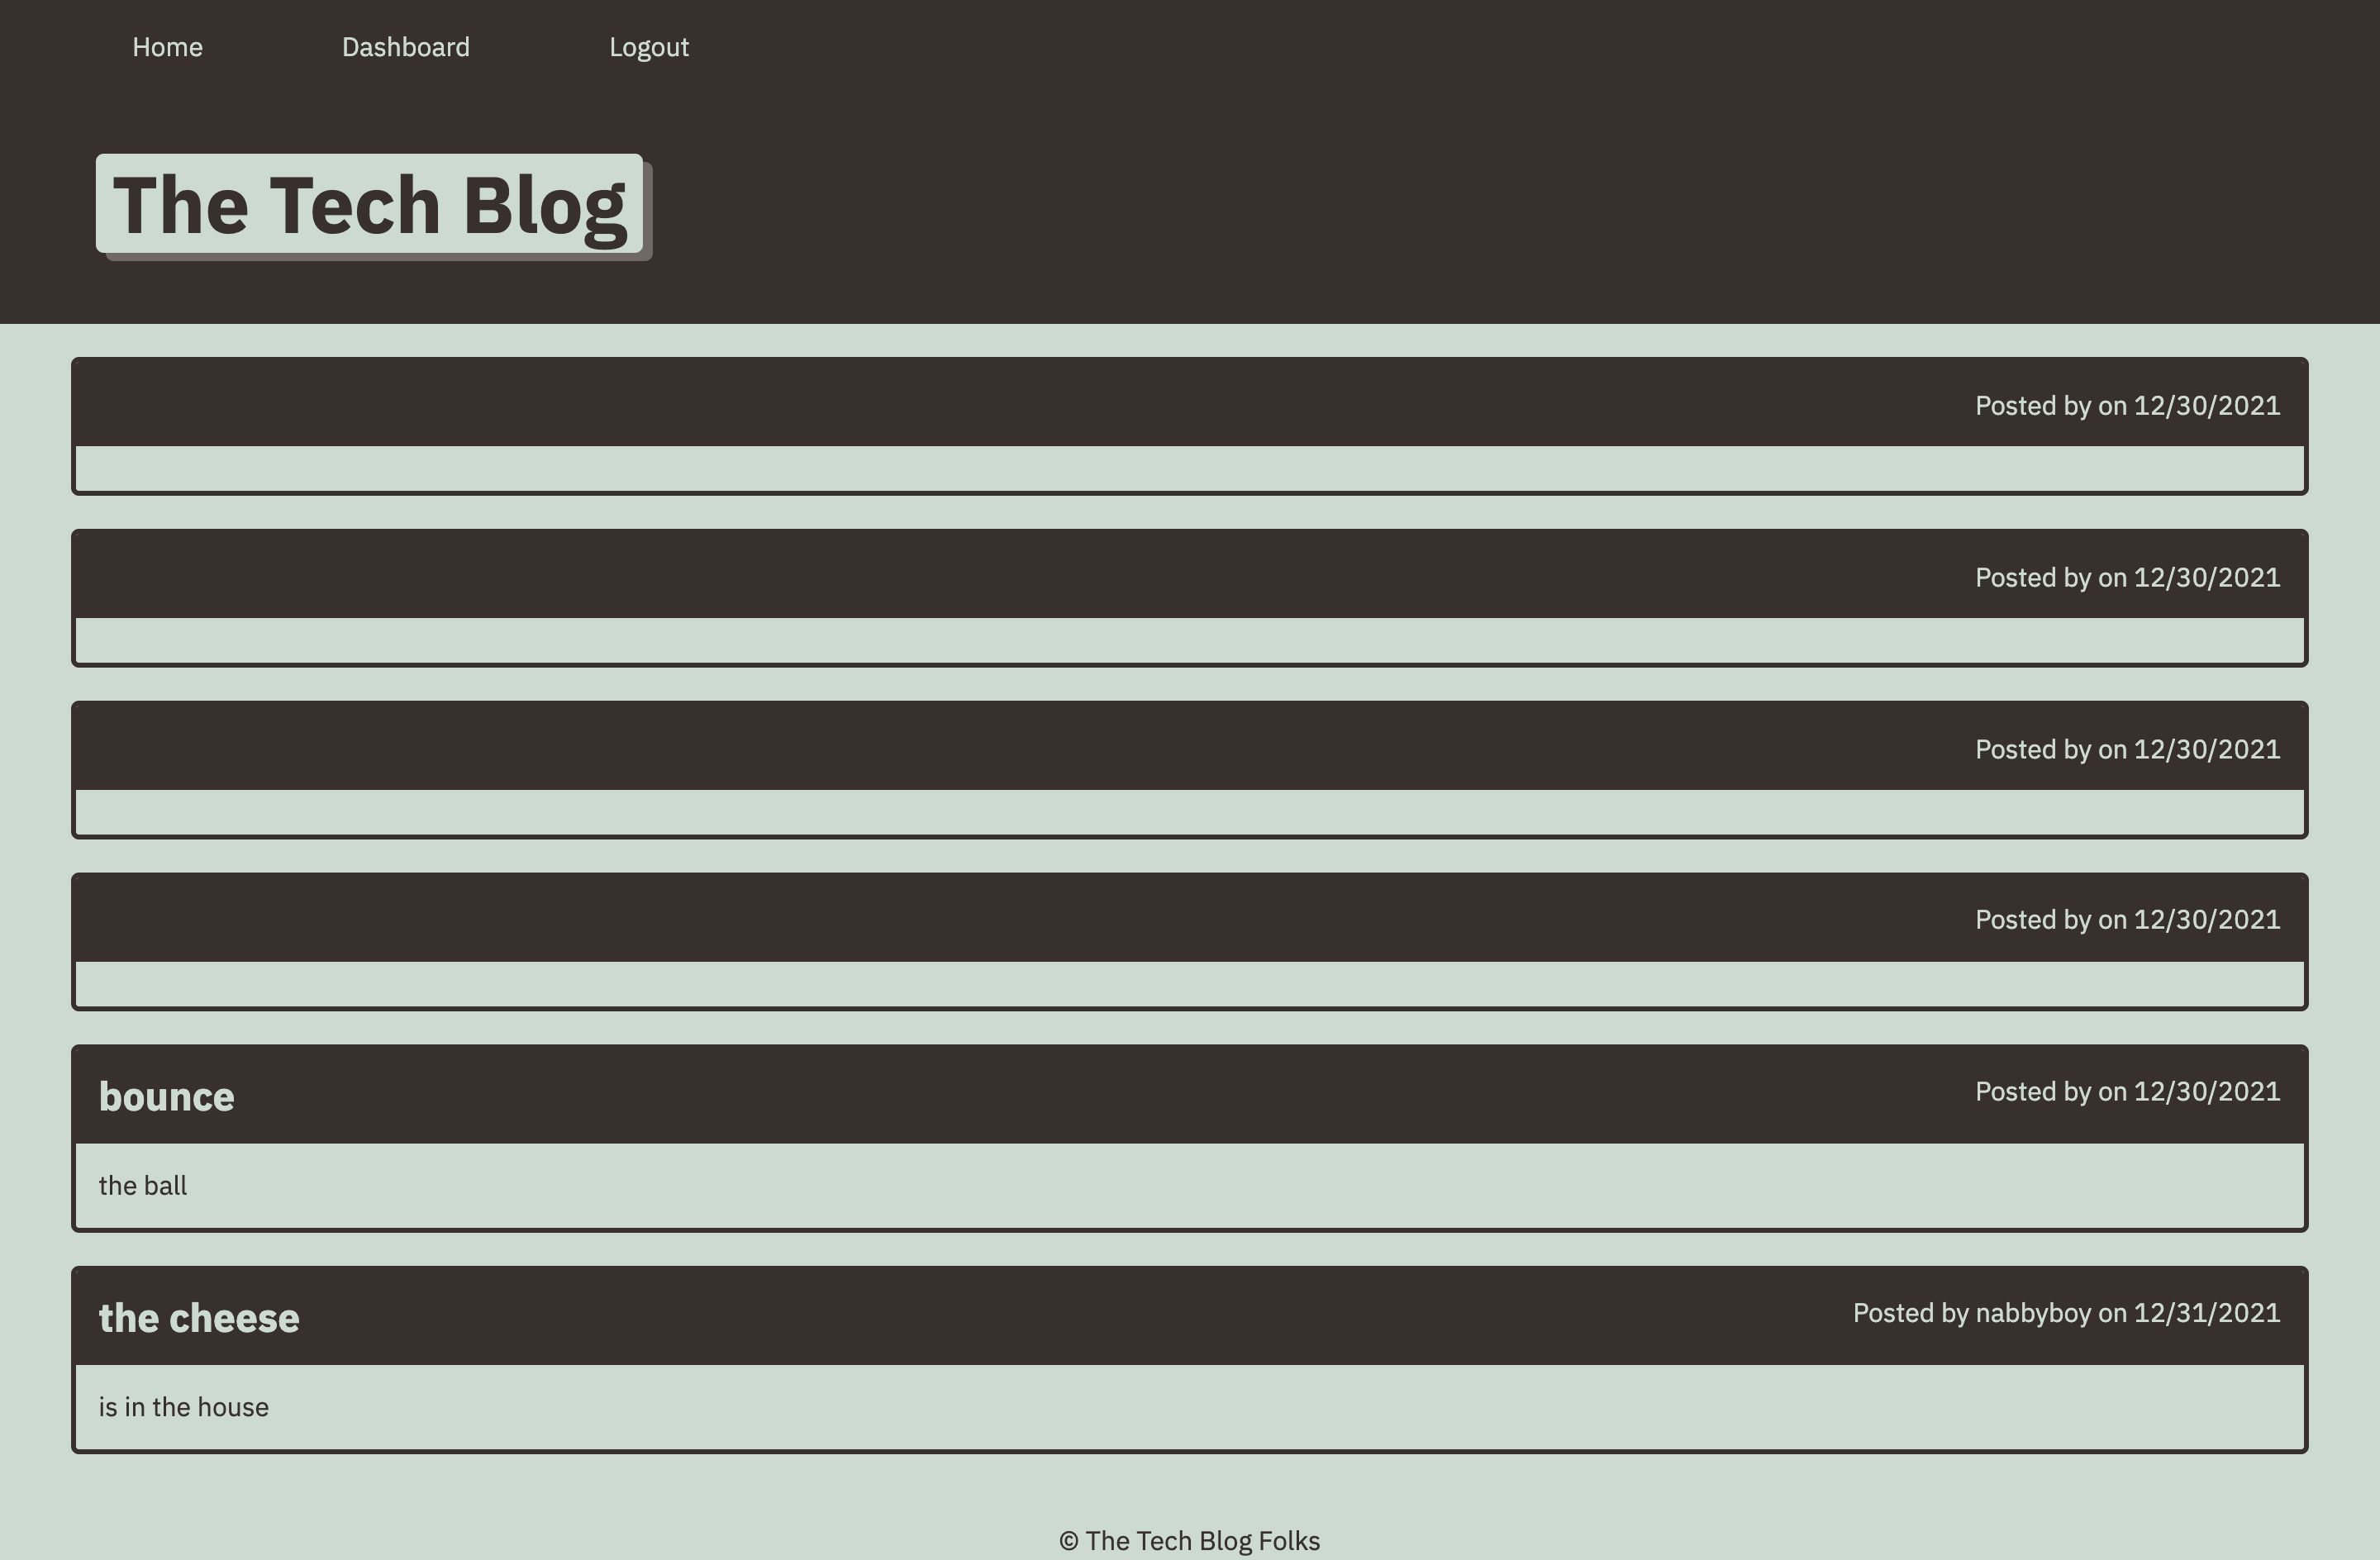 Home Dashboard Logout
The Tech Blog
Posted by on 12/30/2021
Posted by on 12/30/2021
Posted by on 12/30/2021
Posted by on 12/30/2021
bounce Posted by on 12/30/2021
the ball
the cheese Posted by nabbyboy on 12/31/2021
is in the house
© The Tech Blog Folks